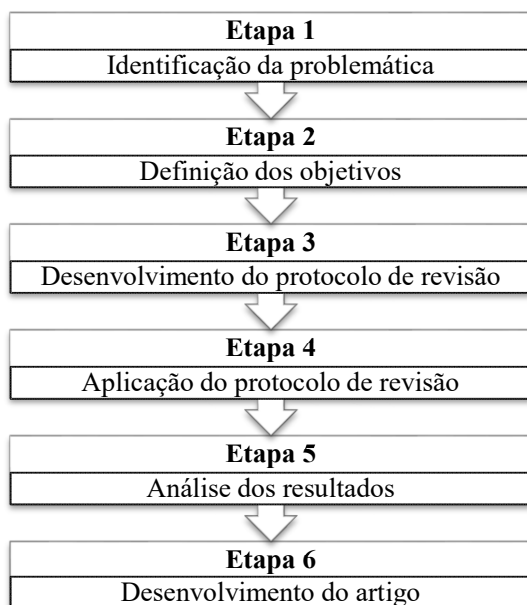 Etapa 1
Identificação da problemática
Etapa 2
Definição dos objetivos
Etapa 3
Desenvolvimento do protocolo de revisão
Etapa 4
Aplicação do protocolo de revisão
Etapa 5
Análise dos resultados
Etapa 6
Desenvolvimento do artigo